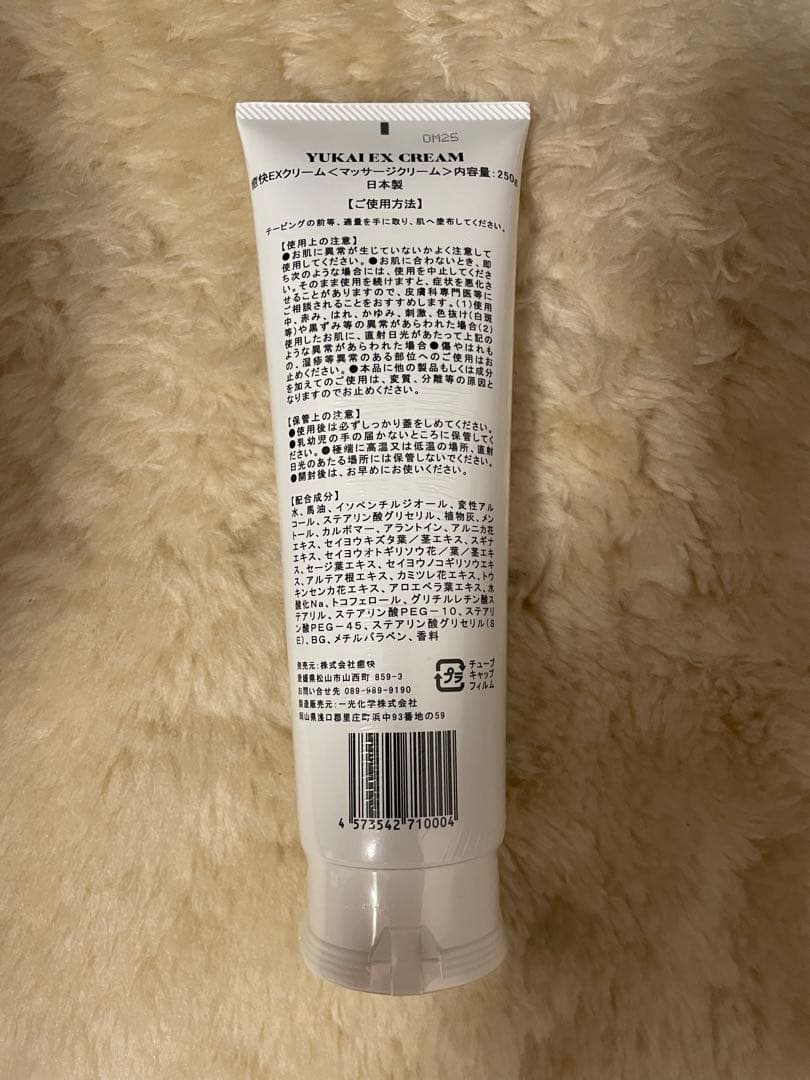 DM25
YUKAI EX CREAM
癒快EXクリーム＜マッサージクリーム＞内容量：250g
日本製
【ご使用方法】
テーピングの前等、適量を手に取り、肌へ塗布してください。
【使用上の注意】
●お肌に異常が生じていないかよく注意して
使用してください。●お肌に合わないとき、即
ち次のような場合には、使用を中止してくださ
い。そのまま使用を続けますと、症状を悪化さ
せることがありますので、皮膚科専門医等に
ご相談されることをおすすめします。(1)使用
中、赤み、はれ、かゆみ、刺激、色抜け(白斑
等)や黒ずみ等の異常があらわれた場合(2)
使用したお肌に、直射日光があたって上記の
ような異常があらわれた場合●傷やはれも
の、湿疹等異常のある部位へのご使用はお
止めください。●本品に他の製品もしくは成分
を加えてのご使用は、変質、分離等の原因と
なりますのでお止めください。
【保管上の注意】
●使用後は必ずしっかり蓋をしめてください。
●乳幼児の手の届かないところに保管してく
ださい。●極端に高温又は低温の場所、直射
日光のあたる場所には保管しないでください。
●開封後は、お早めにお使いください。
【配合成分】
水、馬油、イソペンチルジオール、変性アル
コール、ステアリン酸グリセリル、植物灰、メン
トール、カルボマー、アラントイン、アルニカ花
エキス、セイヨウキズタ葉／茎エキス、スギナ
エキス、セイヨウオトギリソウ花／葉／茎エキ
ス、セージ葉エキス、セイヨウノコギリソウエキ
ス、アルテア根エキス、カミツレ花エキス、トウ
キンセンカ花エキス、アロエベラ葉エキス、水
酸化Na、トコフェロール、グリチルレチン酸ス
テアリル、ステアリン酸PEG－10、ステアリ
ン酸PEG－45、ステアリン酸グリセリル(S
E)、BG、メチルパラベン、香料
発売元：株式会社癒快
愛媛県松山市山西町 859-3
お問い合せ先 089-989-9190
製造販売元：一光化学株式会社
岡山県浅口郡里庄町浜中93番地の59
プラ
チューブ
キャップ
フィルム
4 573542 710004